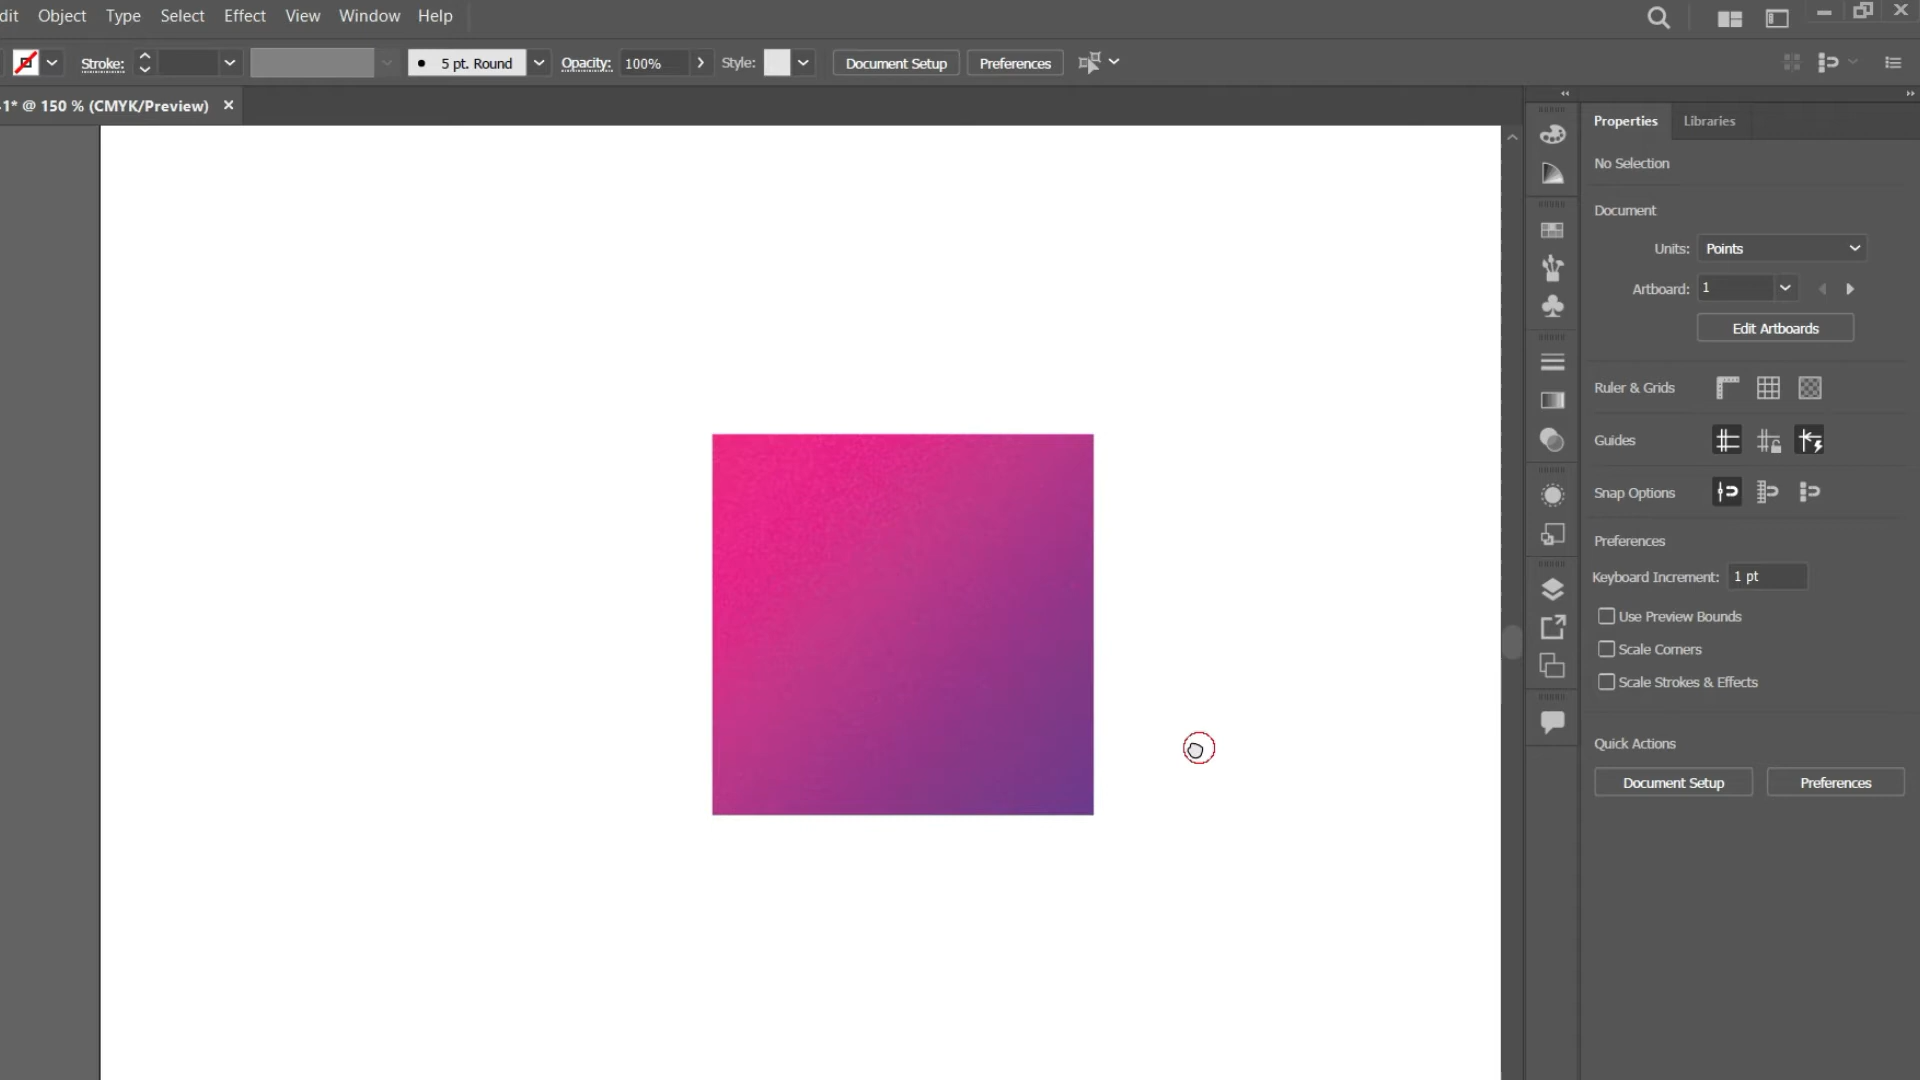 dit Object Type Select Effect View Window Help
Stroke: 5 pt. Round Opacity: 100% Style: Document Setup Preferences
1* @ 150 % (CMYK/Preview) ×
Properties Libraries
No Selection
Document
Units: Points
Artboard: 1
Edit Artboards
Ruler & Grids
Guides
Snap Options
Preferences
Keyboard Increment: 1 pt
Use Preview Bounds
Scale Corners
Scale Strokes & Effects
Quick Actions
Document Setup Preferences